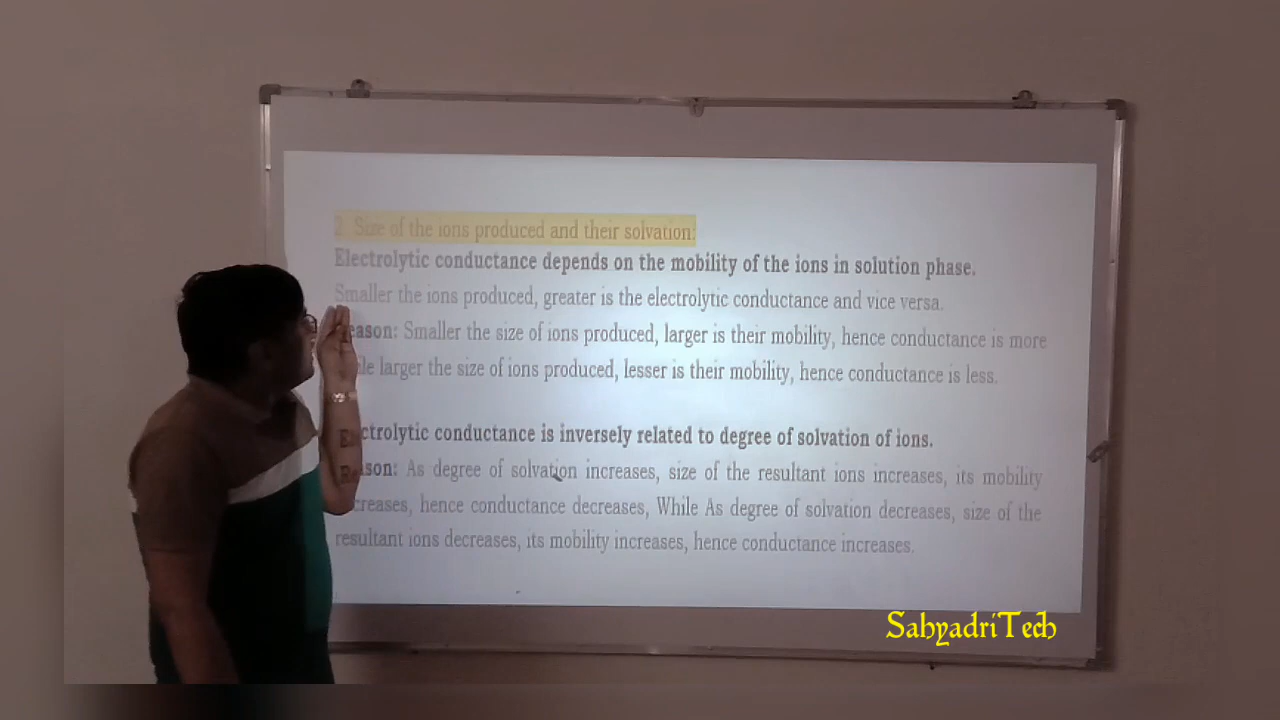 2. Size of the ions produced and their solvation:
Electrolytic conductance depends on the mobility of the ions in solution phase.
Smaller the ions produced, greater is the electrolytic conductance and vice versa.
Reason: Smaller the size of ions produced, larger is their mobility, hence conductance is more
larger the size of ions produced, lesser is their mobility, hence conductance is less.
Electrolytic conductance is inversely related to degree of solvation of ions.
Reason: As degree of solvation increases, size of the resultant ions increases, its mobility
hence conductance decreases, While As degree of solvation decreases, size of the
resultant ions decreases, its mobility increases, hence conductance increases.
SahyadriTech